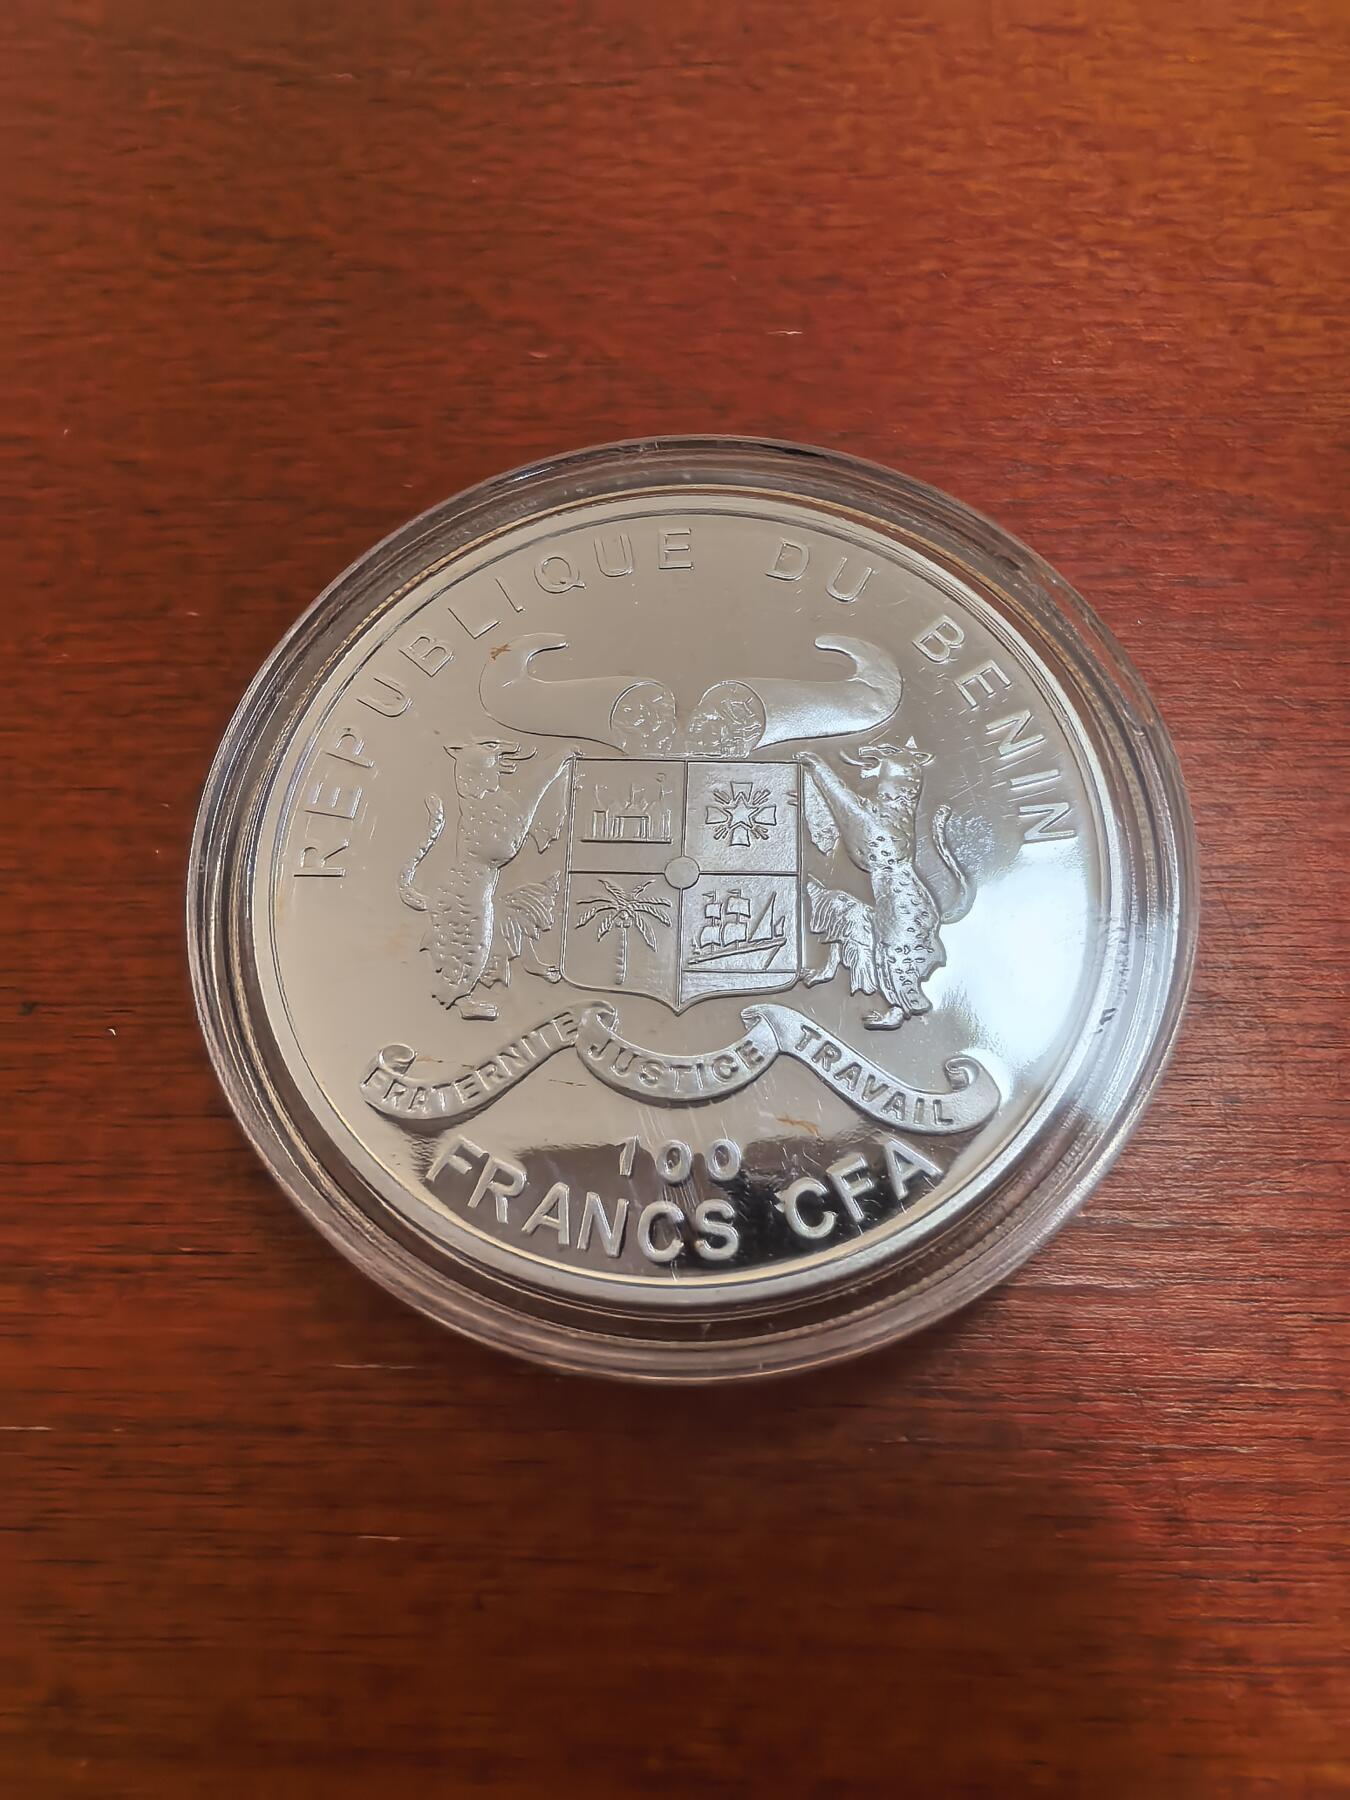 REPUBLIQUE DU BENIN
FRATERNITE JUSTICE TRAVAIL
100
FRANCS CFA